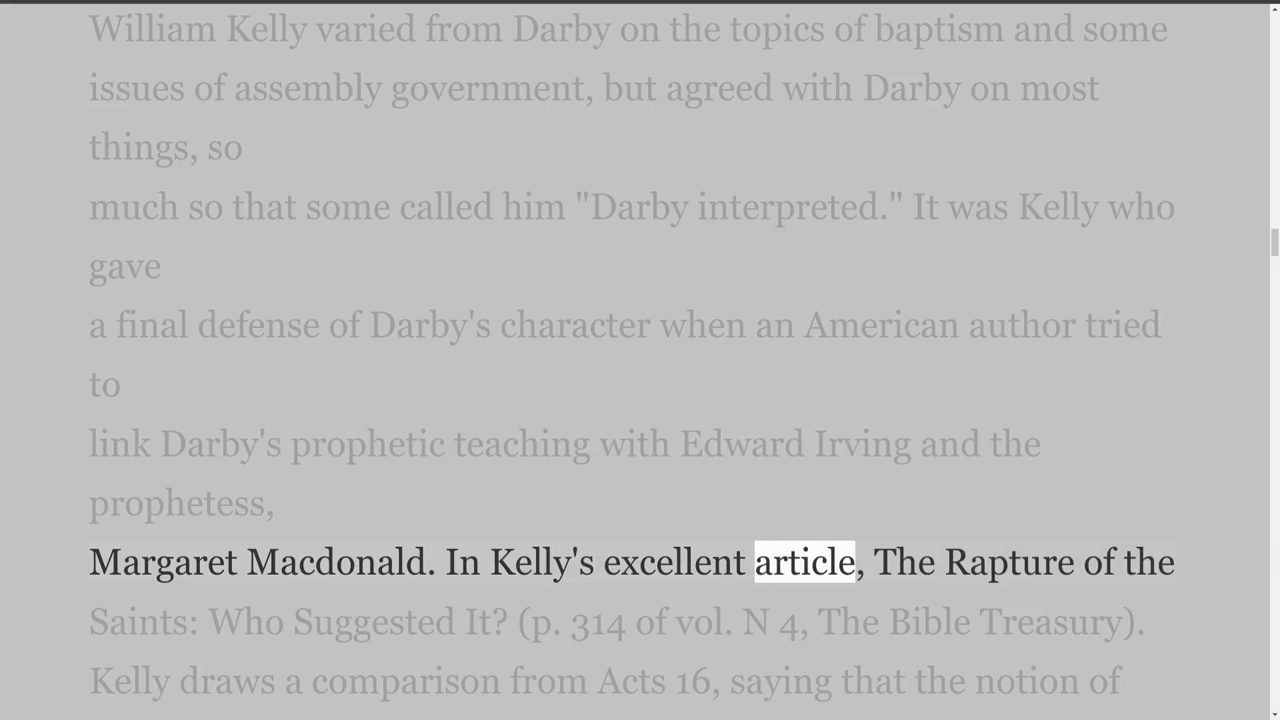 William Kelly varied from Darby on the topics of baptism and some
issues of assembly government, but agreed with Darby on most
things, so
much so that some called him "Darby interpreted." It was Kelly who
gave
a final defense of Darby's character when an American author tried
to
link Darby's prophetic teaching with Edward Irving and the
prophetess,
Margaret Macdonald. In Kelly's excellent article, The Rapture of the
Saints: Who Suggested It? (p. 314 of vol. N 4, The Bible Treasury).
Kelly draws a comparison from Acts 16, saying that the notion of